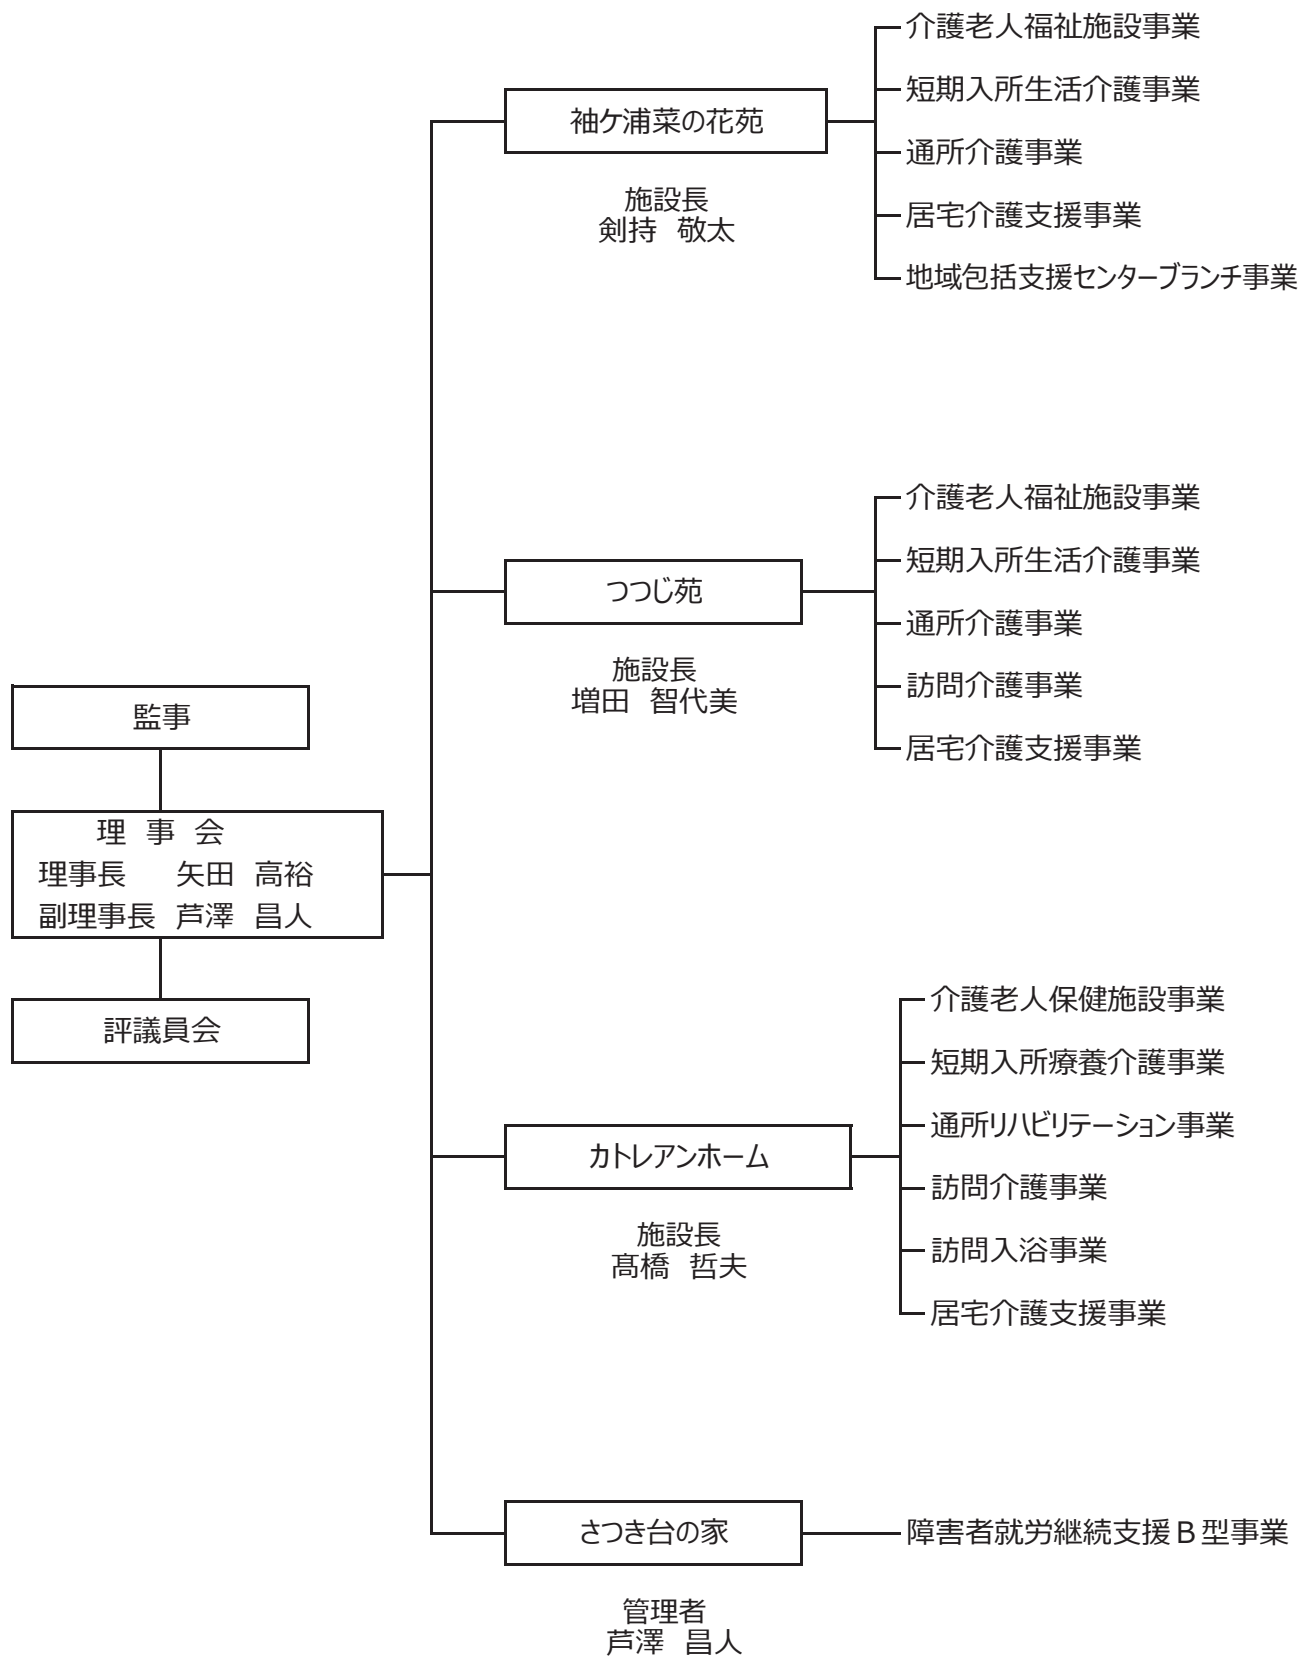 監事
理 事 会
理事長 矢田 高裕
副理事長 芦澤 昌人
評議員会
袖ケ浦菜の花苑
施設長
剣持 敬太
介護老人福祉施設事業
短期入所生活介護事業
通所介護事業
居宅介護支援事業
地域包括支援センターブランチ事業
つつじ苑
施設長
増田 智代美
介護老人福祉施設事業
短期入所生活介護事業
通所介護事業
訪問介護事業
居宅介護支援事業
カトレアンホーム
施設長
髙橋 哲夫
介護老人保健施設事業
短期入所療養介護事業
通所リハビリテーション事業
訪問介護事業
訪問入浴事業
居宅介護支援事業
さつき台の家
管理者
芦澤 昌人
障害者就労継続支援B型事業